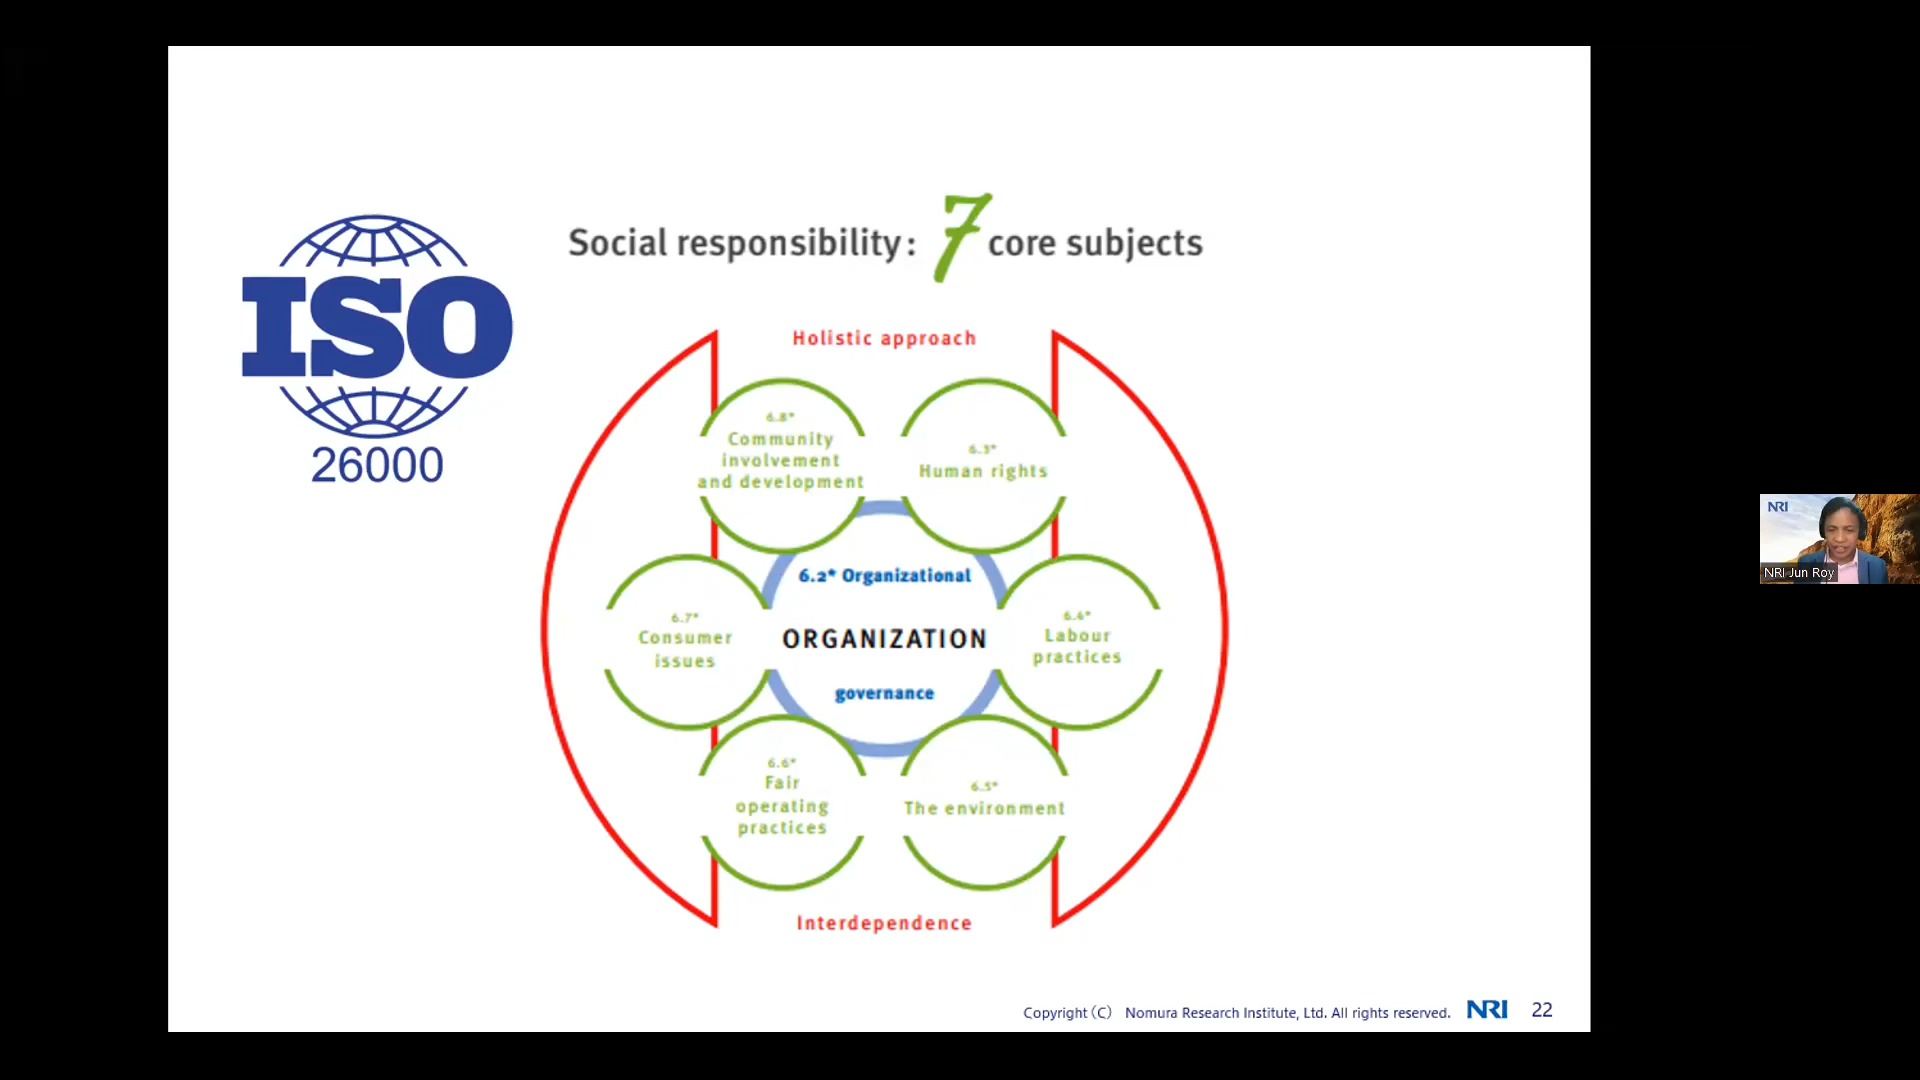 Social responsibility: 7 core subjects
ISO
26000
Holistic approach
6.8*
Community
involvement
and development
6.3*
Human rights
6.2* Organizational
ORGANIZATION
governance
6.7*
Consumer
issues
6.4*
Labour
practices
6.6*
Fair
operating
practices
6.5*
The environment
Interdependence
NRI
NRI Jun Roy
Copyright (C) Nomura Research Institute, Ltd. All rights reserved. NRI 22